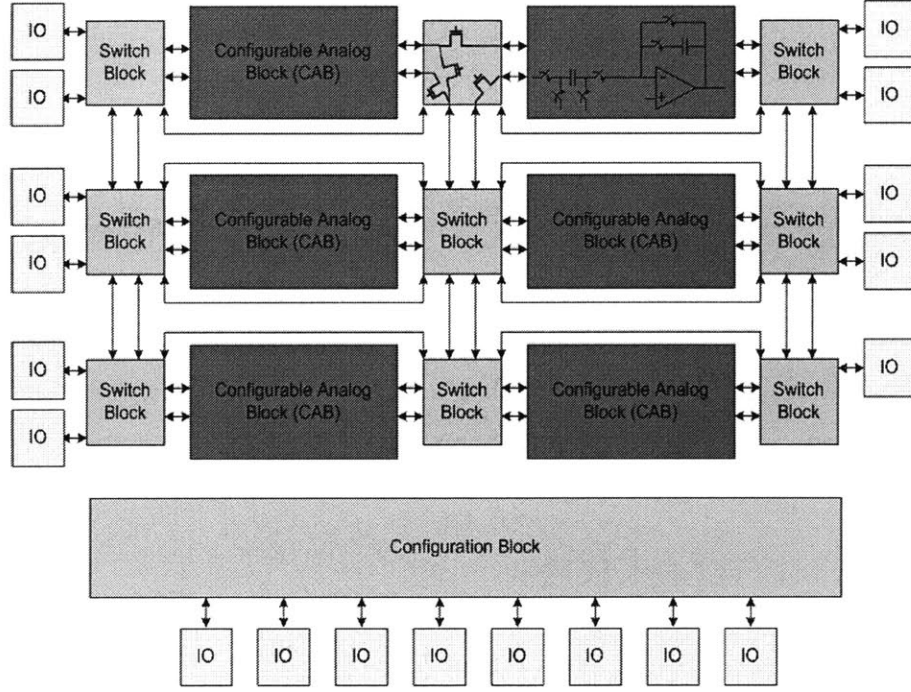 IO
IO
Switch
Block
Configurable Analog
Block (CAB)
Switch
Block
IO
IO
IO
IO
Switch
Block
Configurable Analog
Block (CAB)
Switch
Block
Configurable Analog
Block (CAB)
Switch
Block
IO
IO
IO
IO
Switch
Block
Configurable Analog
Block (CAB)
Switch
Block
Configurable Analog
Block (CAB)
Switch
Block
IO
Configuration Block
IO
IO
IO
IO
IO
IO
IO
IO